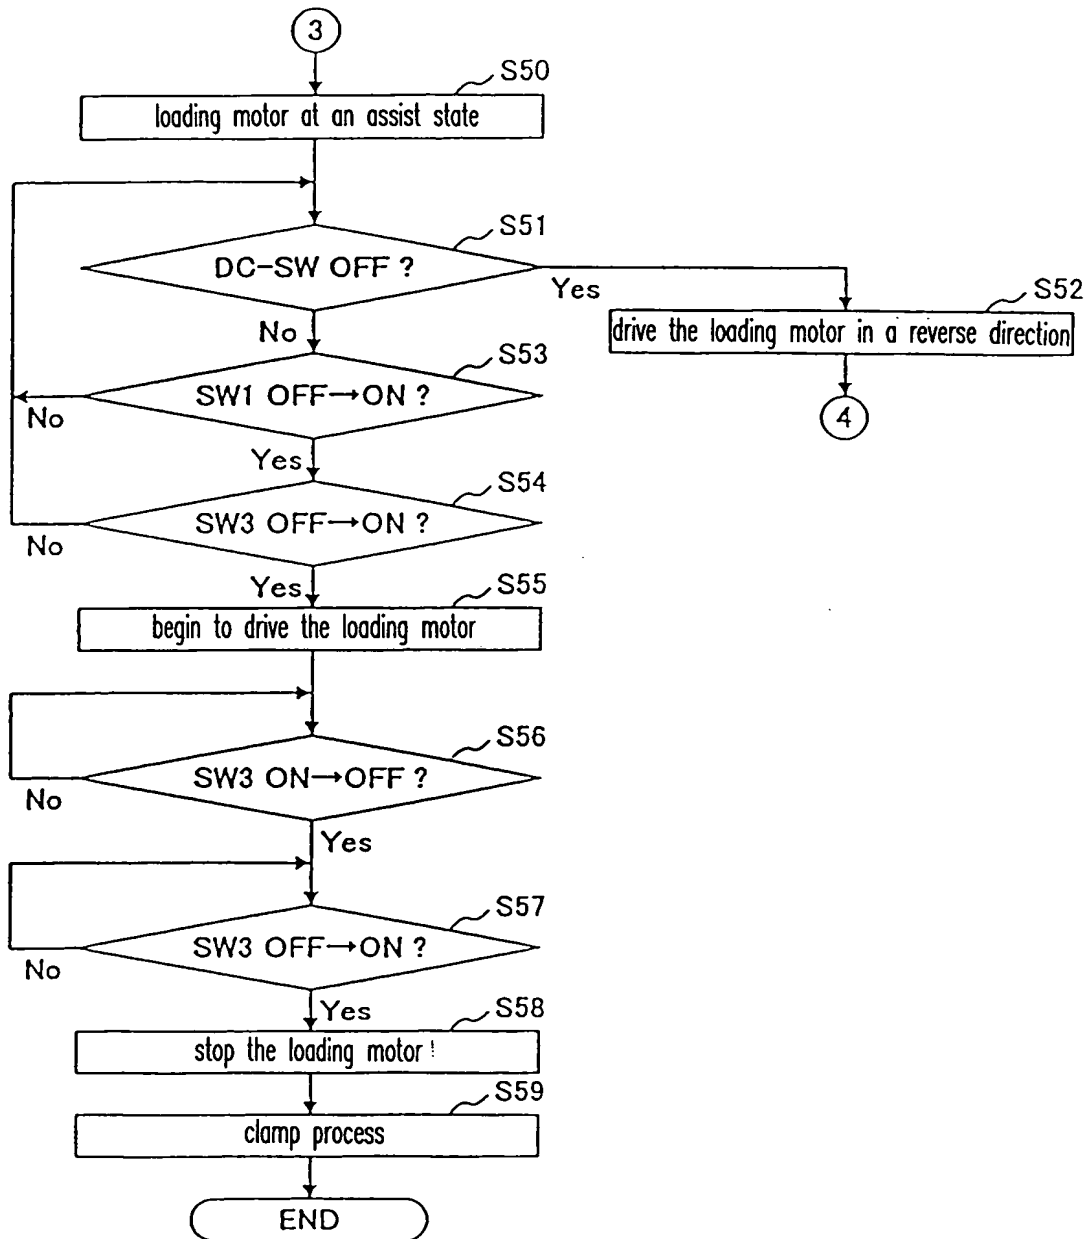 3
S50
loading motor at an assist state
S51
DC-SW OFF ?
Yes
S52
drive the loading motor in a reverse direction
4
No
S53
SW1 OFF→ON ?
No
Yes
S54
SW3 OFF→ON ?
No
Yes
S55
begin to drive the loading motor
S56
SW3 ON→OFF ?
No
Yes
S57
SW3 OFF→ON ?
No
Yes
S58
stop the loading motor
S59
clamp process
END